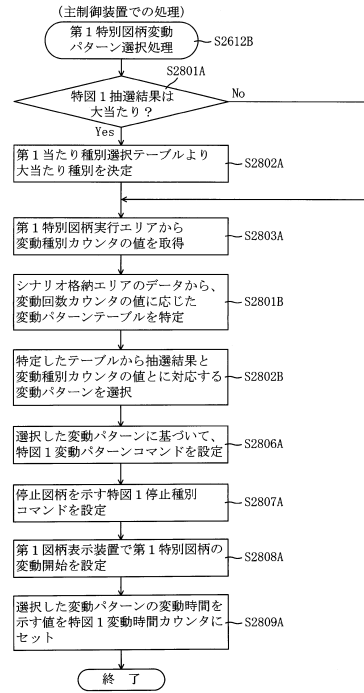 (主制御装置での処理)
第1特別図柄変動
パターン選択処理
S2612B
S2801A
特図1抽選結果は
大当たり?
No
Yes
第1当たり種別選択テーブルより
大当たり種別を決定
S2802A
第1特別図柄実行エリアから
変動種別カウンタの値を取得
S2803A
シナリオ格納エリアのデータから、
変動回数カウンタの値に応じた
変動パターンテーブルを特定
S2801B
特定したテーブルから抽選結果と
変動種別カウンタの値とに対応する
変動パターンを選択
S2802B
選択した変動パターンに基づいて、
特図1変動パターンコマンドを設定
S2806A
停止図柄を示す特図1停止種別
コマンドを設定
S2807A
第1図柄表示装置で第1特別図柄の
変動開始を設定
S2808A
選択した変動パターンの変動時間を
示す値を特図1変動時間カウンタに
セット
S2809A
終 了